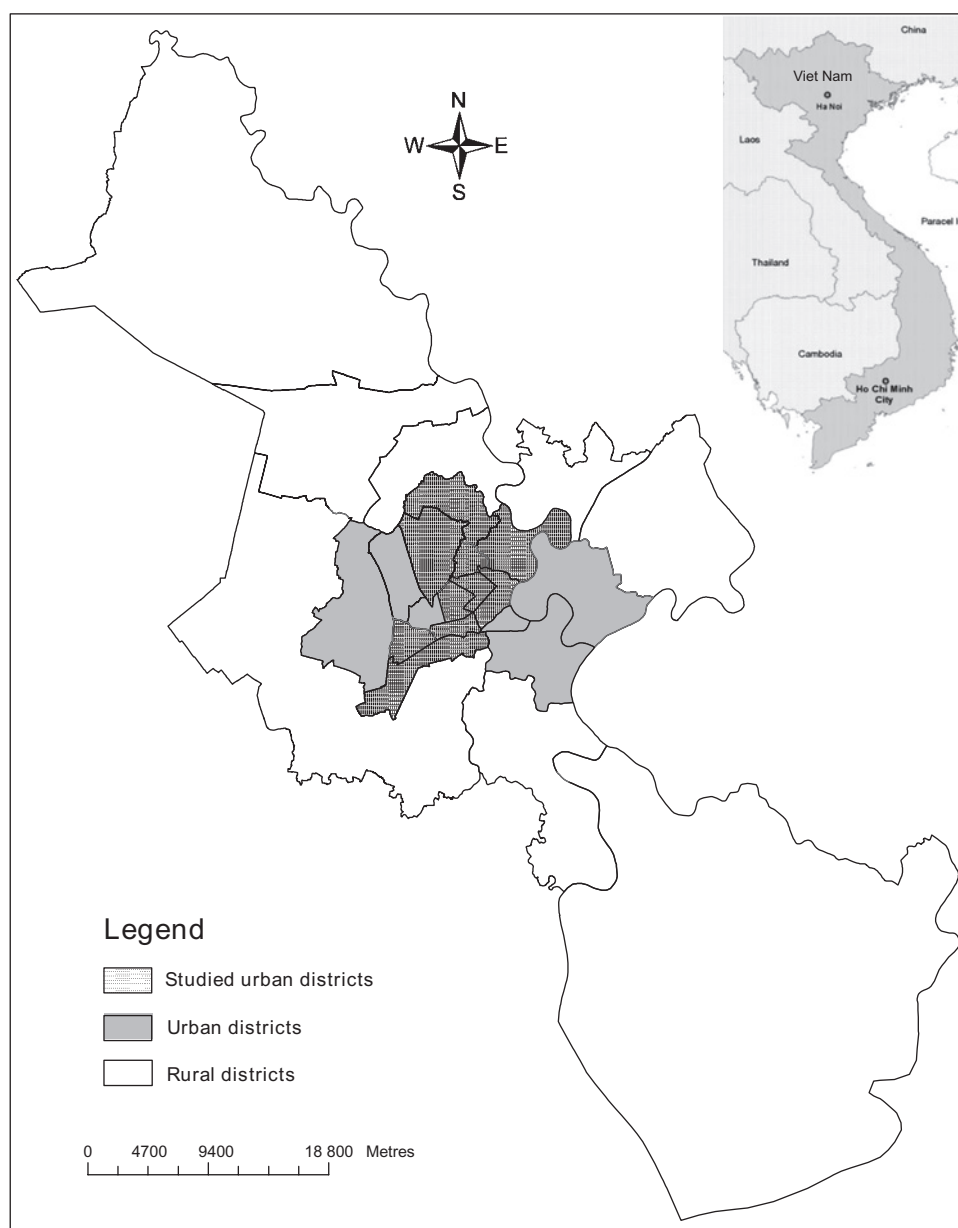 China
Viet Nam
Ha Noi
Laos
Paracel I
Thailand
Cambodia
Ho Chi Minh
City
N
W E
S
Legend
Studied urban districts
Urban districts
Rural districts
0 4700 9400 18 800 Metres